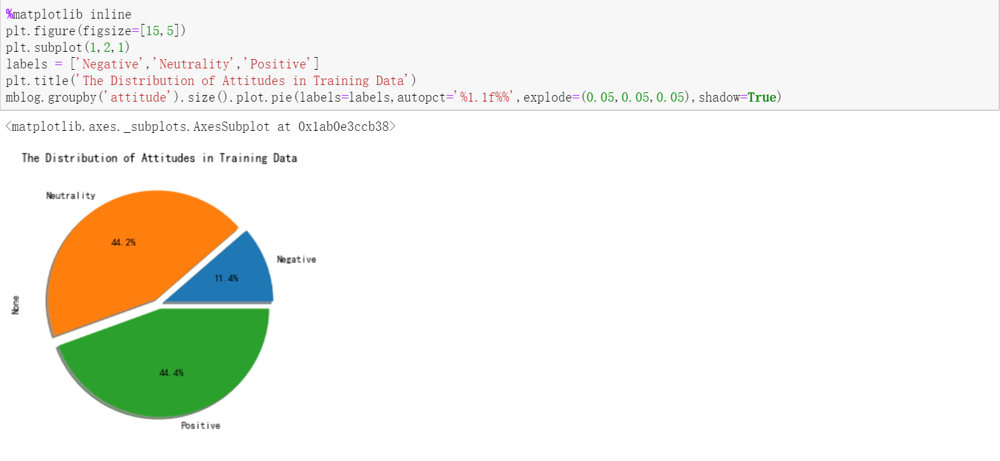 %matplotlib inline
plt.figure(figsize=[15,5])
plt.subplot(1,2,1)
labels = ['Negative','Neutrality','Positive']
plt.title('The Distribution of Attitudes in Training Data')
mblog.groupby('attitude').size().plot.pie(labels=labels,autopct='%1.1f%%',explode=(0.05,0.05,0.05),shadow=True)
<matplotlib.axes._subplots.AxesSubplot at 0x1ab0e3ccb38>
The Distribution of Attitudes in Training Data
Neutrality
44.2%
Negative
11.4%
None
44.4%
Positive